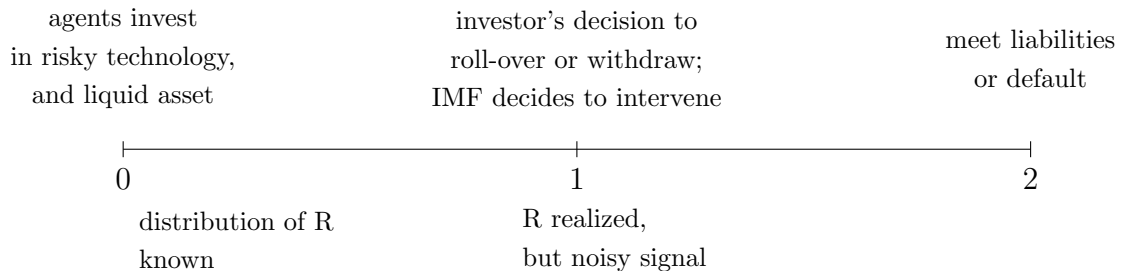 agents invest
in risky technology,
and liquid asset
investor's decision to
roll-over or withdraw;
IMF decides to intervene
meet liabilities
or default
0
1
2
distribution of R
known
R realized,
but noisy signal